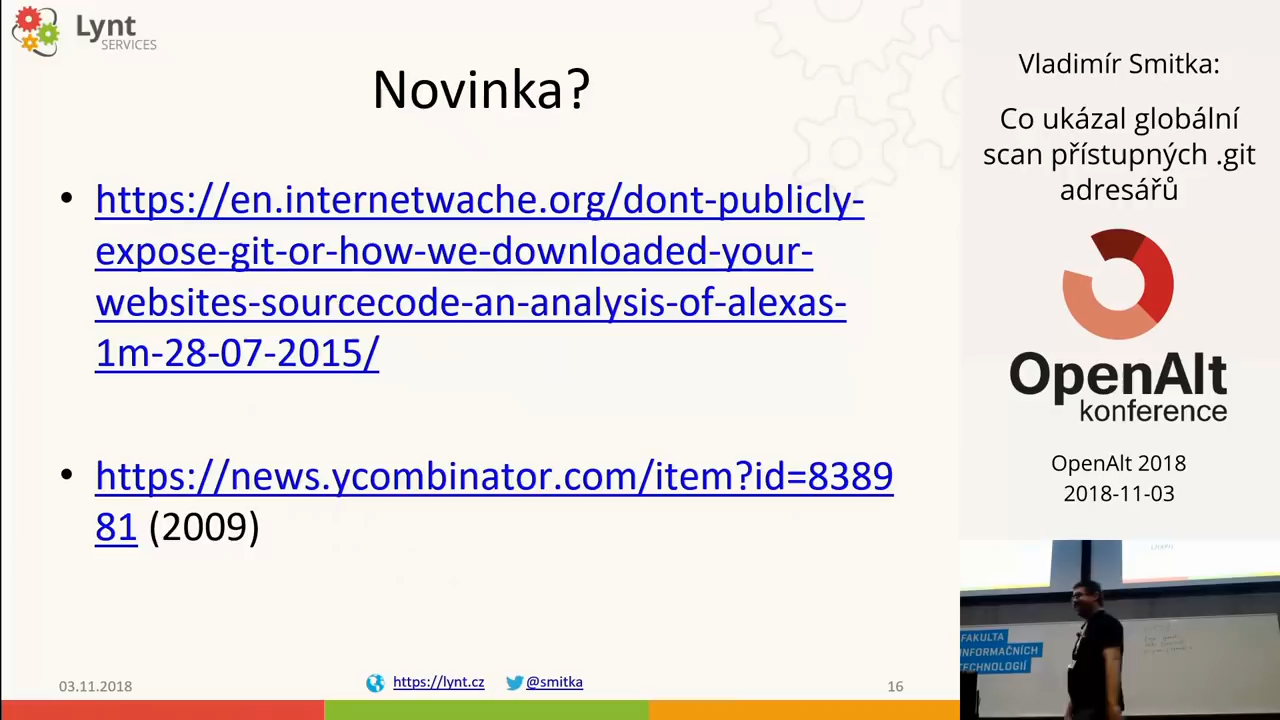 Lynt
SERVICES
Novinka?
• https://en.internetwache.org/dont-publicly-
expose-git-or-how-we-downloaded-your-
websites-sourcecode-an-analysis-of-alexas-
1m-28-07-2015/
• https://news.ycombinator.com/item?id=8389
81 (2009)
03.11.2018
https://lynt.cz
@smitka
16
Vladimír Smitka:
Co ukázal globální
scan přístupných .git
adresářů
OpenAlt
konference
OpenAlt 2018
2018-11-03
FAKULTA
INFORMAČNÍCH
TECHNOLOGIÍ